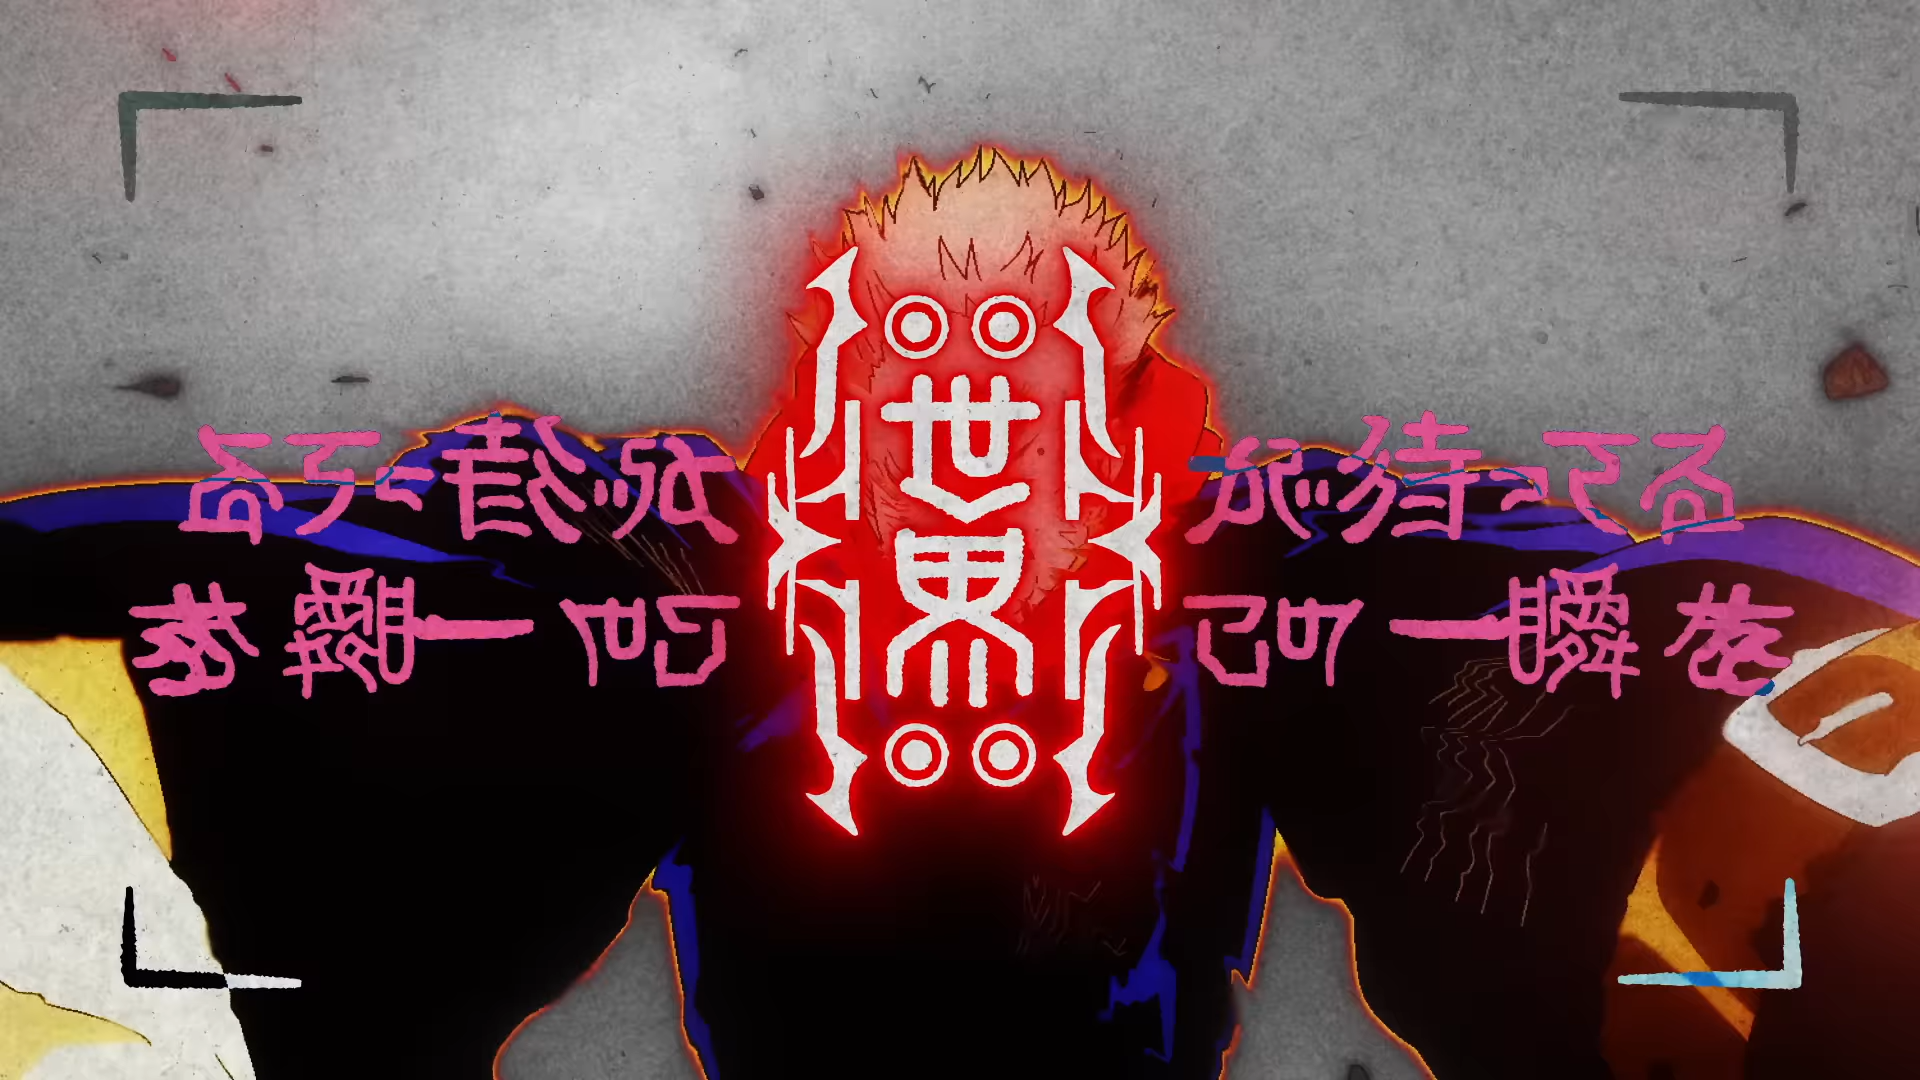 世界
が待ってる
この一瞬を